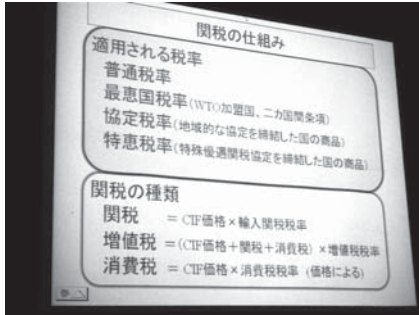 関税の仕組み
適用される税率
普通税率
最恵国税率(WTO加盟国、二カ国間条項)
協定税率(地域的な協定を締結した国の商品)
特恵税率(特殊優遇関税協定を締結した国の商品)
関税の種類
関税 =CIF価格×輸入関税税率
増値税 =(CIF価格+関税+消費税)×増値税税率
消費税 =CIF価格×消費税税率 (価格による)